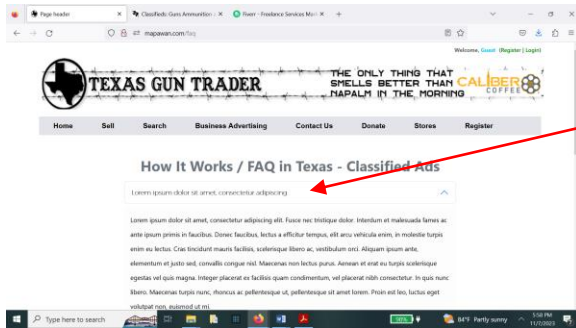 Page header
Classifieds: Guns Ammunition
Fiverr - Freelance Services Mark
mapawan.com/faq
Welcome, Guest (Register | Login)
TEXAS GUN TRADER
THE ONLY THING THAT
SMELLS BETTER THAN
NAPALM IN THE MORNING
CALIBER
COFFEE
Home Sell Search Business Advertising Contact Us Donate Stores Register
How It Works / FAQ in Texas - Classified Ads
Lorem ipsum dolor sit amet, consectetur adipiscing
Lorem ipsum dolor sit amet, consectetur adipiscing elit. Fusce nec tristique dolor. Interdum et malesuada fames ac
ante ipsum primis in faucibus. Donec faucibus, lectus a efficitur tempus, elit arcu vehicula enim, in molestie turpis
enim eu lectus. Cras tincidunt mauris facilisis, scelerisque libero ac, vestibulum orci. Aliquam ipsum ante,
elementum et justo sed, convallis congue nisl. Maecenas non lectus purus. Aenean et erat eu turpis scelerisque
egestas vel quis magna. Integer placerat ex facilisis quam condimentum, vel placerat nibh consectetur. In quis nunc
libero. Maecenas turpis nunc, rhoncus ac pellentesque ut, pellentesque sit amet lorem. Proin est leo, luctus eget
volutpat non, euismod ut mi.
Type here to search
84°F Partly sunny
5:58 PM
11/7/2023